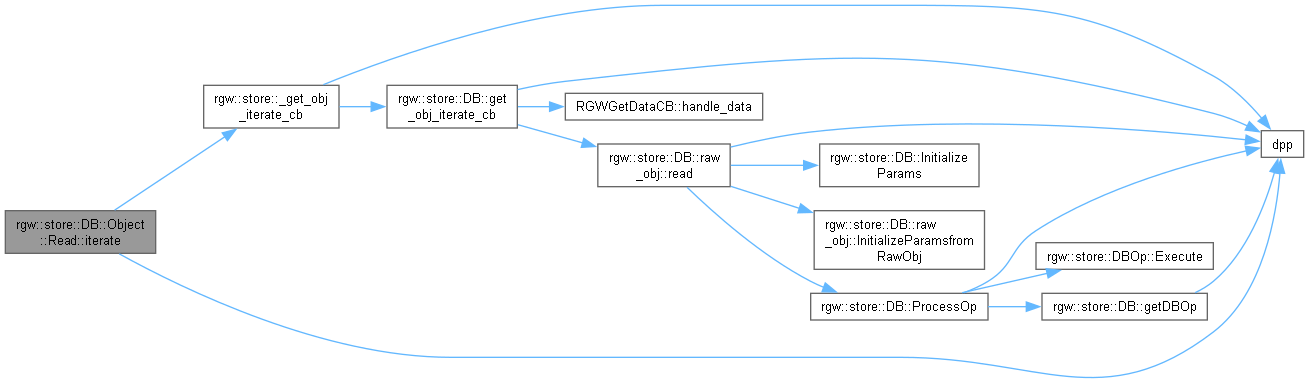 rgw::store::DB::Object
::Read::iterate
rgw::store::_get_obj
_iterate_cb
rgw::store::DB::get
_obj_iterate_cb
RGWGetDataCB::handle_data
rgw::store::DB::raw
_obj::read
rgw::store::DB::Initialize
Params
rgw::store::DB::raw
_obj::InitializeParamsfrom
RawObj
rgw::store::DB::ProcessOp
rgw::store::DBOp::Execute
rgw::store::DB::getDBOp
dpp